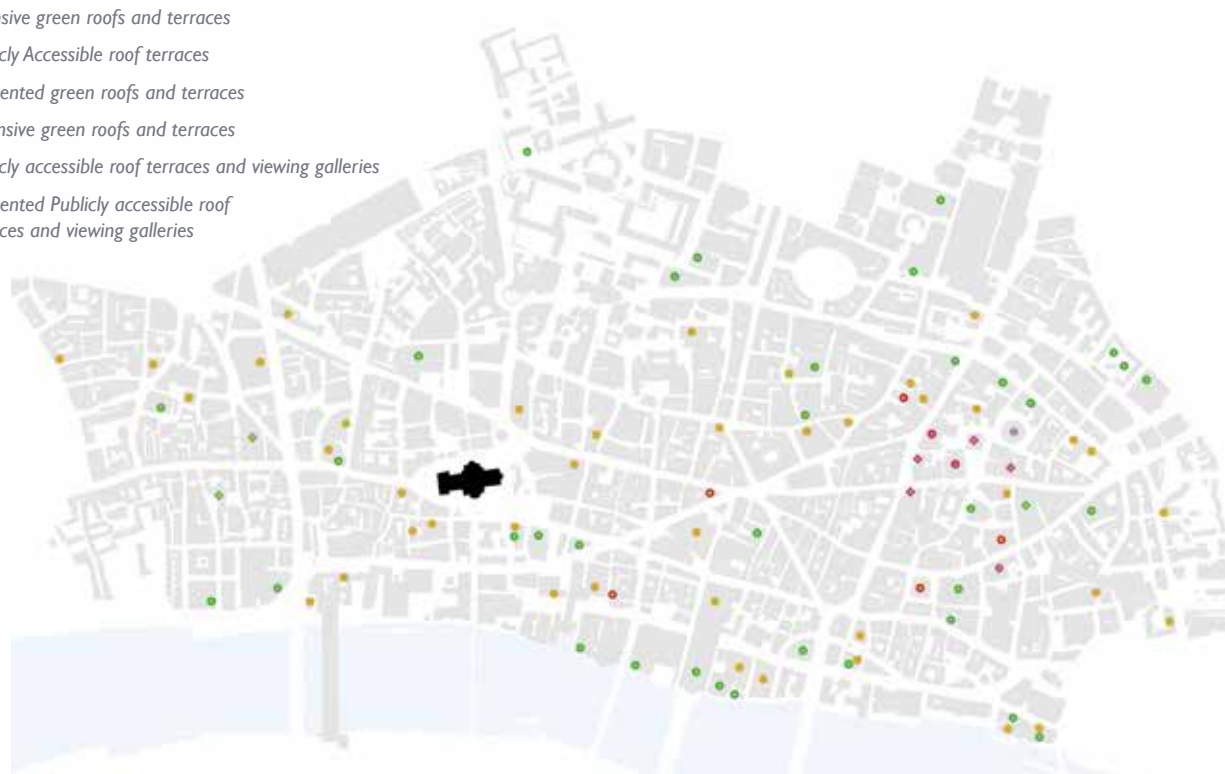 nsive green roofs and terraces
cly Accessible roof terraces
ented green roofs and terraces
nsive green roofs and terraces
cly accessible roof terraces and viewing galleries
ented Publicly accessible roof
ces and viewing galleries